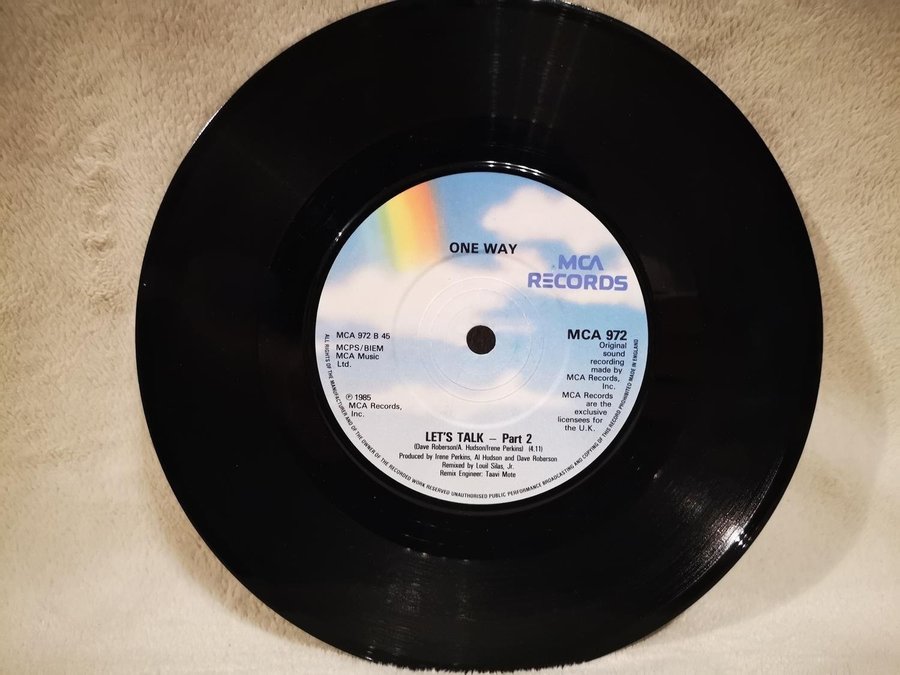 ONE WAY
MCA
RECORDS
MCA 972 B 45
MCPS/BIEM
MCA Music
Ltd.
℗ 1985
MCA Records,
Inc.
MCA 972
Original
sound
recording
made by
MCA Records,
Inc.
MCA Records
are the
exclusive
licensees for
the U.K.
LET'S TALK – Part 2
(Dave Roberson/A. Hudson/Irene Perkins) (4.11)
Produced by Irene Perkins, Al Hudson and Dave Roberson
Remixed by Louil Silas, Jr.
Remix Engineer: Taavi Mote
ALL RIGHTS OF THE MANUFACTURER AND OF THE OWNER OF THE RECORDED WORK RESERVED UNAUTHORISED PUBLIC PERFORMANCE BROADCASTING AND COPYING OF THIS RECORD PROHIBITED MADE IN ENGLAND